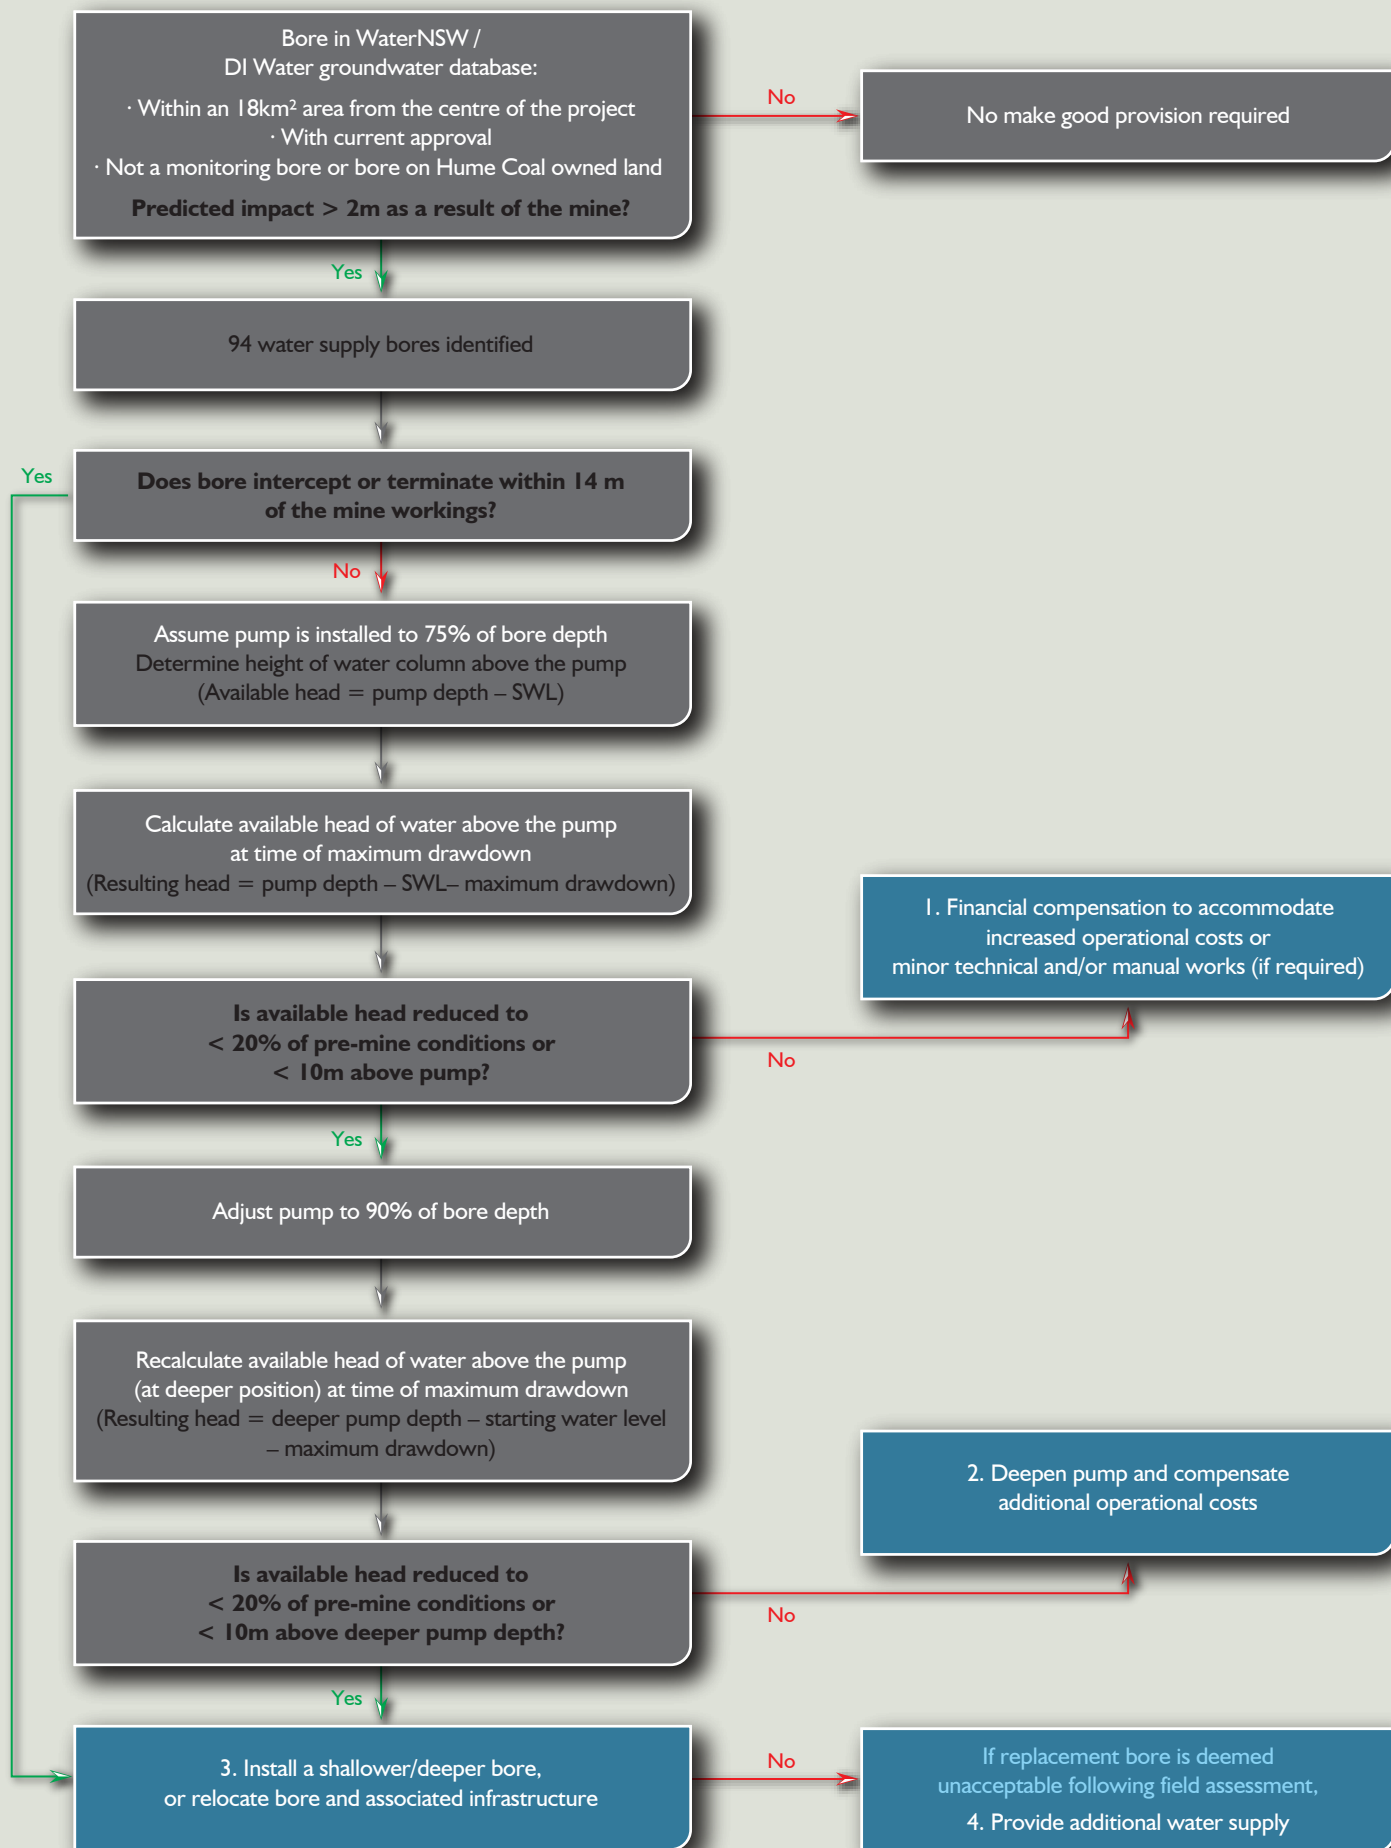 Bore in WaterNSW /
DI Water groundwater database:
· Within an 18km² area from the centre of the project
· With current approval
· Not a monitoring bore or bore on Hume Coal owned land
Predicted impact > 2m as a result of the mine?
No
No make good provision required
Yes
94 water supply bores identified
Yes
Does bore intercept or terminate within 14 m
of the mine workings?
No
Assume pump is installed to 75% of bore depth
Determine height of water column above the pump
(Available head = pump depth – SWL)
Calculate available head of water above the pump
at time of maximum drawdown
(Resulting head = pump depth – SWL– maximum drawdown)
1. Financial compensation to accommodate
increased operational costs or
minor technical and/or manual works (if required)
Is available head reduced to
< 20% of pre-mine conditions or
< 10m above pump?
No
Yes
Adjust pump to 90% of bore depth
Recalculate available head of water above the pump
(at deeper position) at time of maximum drawdown
(Resulting head = deeper pump depth – starting water level
– maximum drawdown)
2. Deepen pump and compensate
additional operational costs
Is available head reduced to
< 20% of pre-mine conditions or
< 10m above deeper pump depth?
No
Yes
3. Install a shallower/deeper bore,
or relocate bore and associated infrastructure
No
If replacement bore is deemed
unacceptable following field assessment,
4. Provide additional water supply